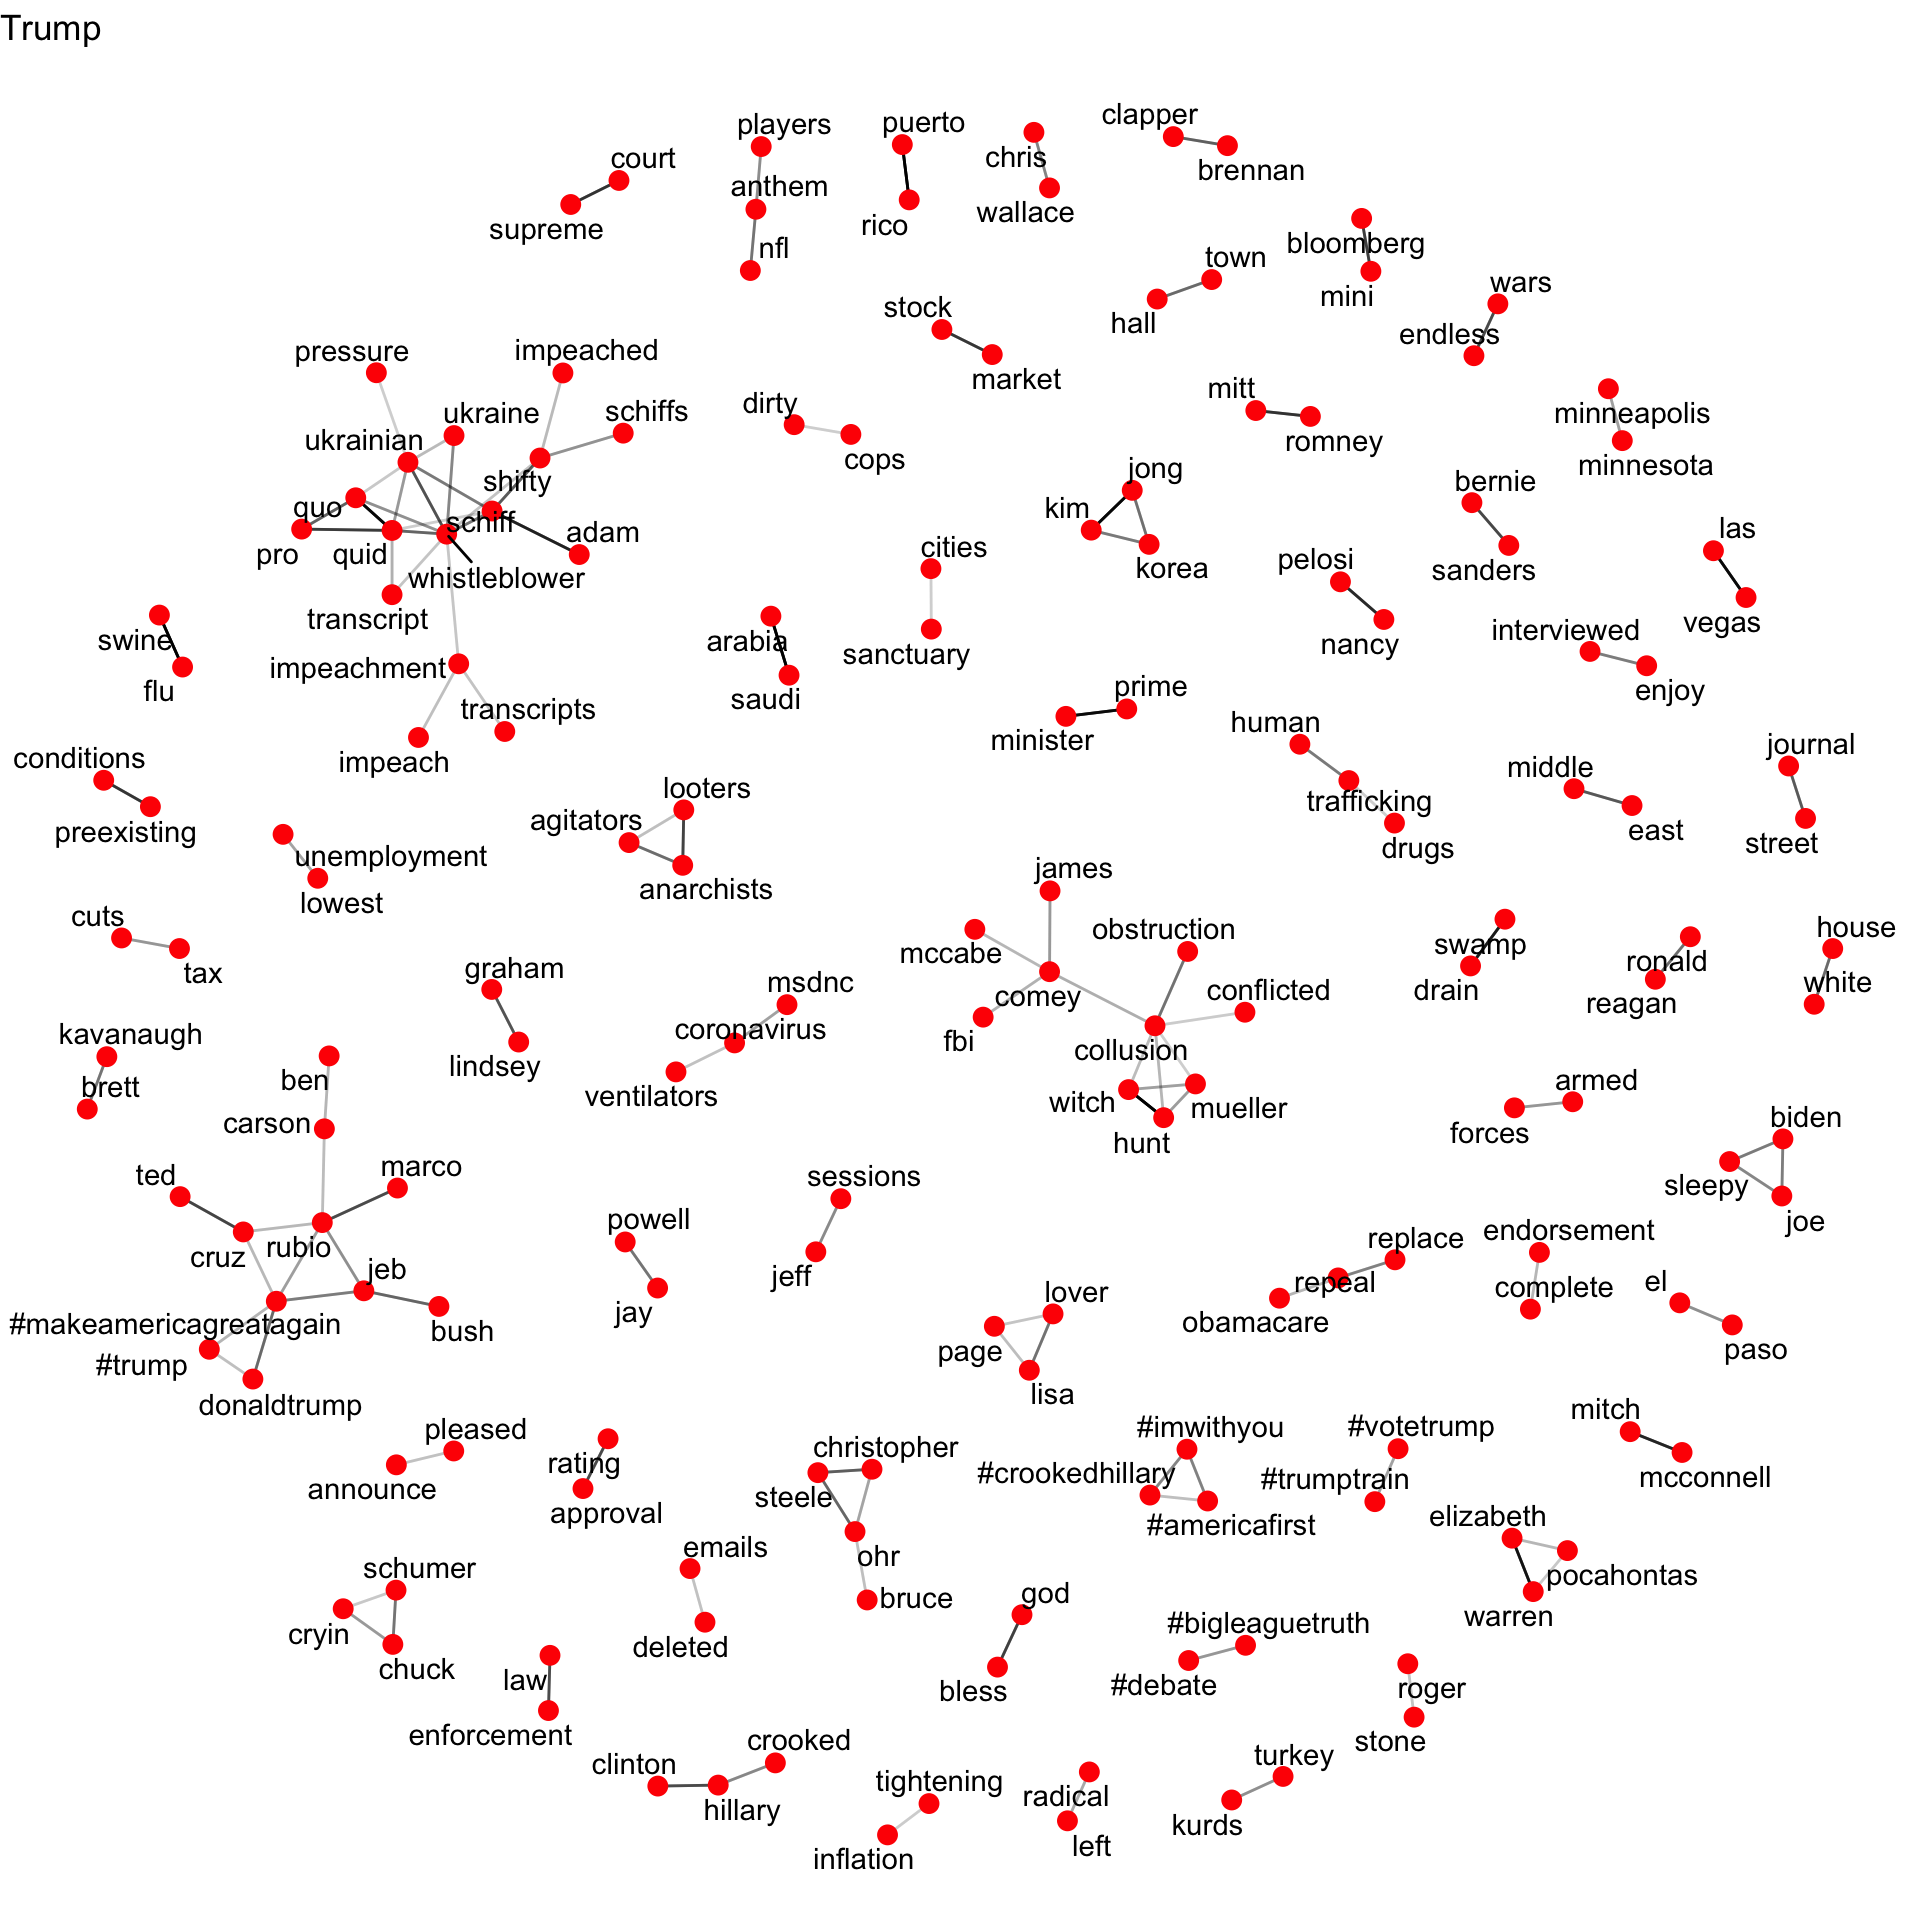 Trump
players
puerto
clapper
court
chris
brennan
anthem
supreme
rico
wallace
nfl
town
bloomberg
wars
stock
hall
mini
endless
pressure
impeached
market
mitt
minneapolis
ukraine
schiffs
dirty
romney
ukrainian
cops
minnesota
shifty
jong
bernie
quo
schiff
kim
las
pro
quid
adam
cities
korea
pelosi
sanders
whistleblower
transcript
vegas
swine
arabia
sanctuary
nancy
interviewed
flu
impeachment
saudi
prime
enjoy
transcripts
minister
human
conditions
impeach
looters
middle
journal
preexisting
agitators
trafficking
east
street
unemployment
anarchists
drugs
lowest
james
cuts
obstruction
house
tax
graham
mccabe
swamp
ronald
msdnc
comey
conflicted
drain
reagan
white
kavanaugh
coronavirus
fbi
collusion
ben
lindsey
brett
ventilators
witch
mueller
armed
carson
hunt
forces
biden
ted
marco
sessions
sleepy
cruz
rubio
powell
replace
endorsement
joe
jeb
jeff
lover
repeal
complete
el
#makeamericagreatagain
bush
jay
obamacare
#trump
page
paso
donaldtrump
lisa
pleased
christopher
#imwithyou
#votetrump
mitch
announce
rating
steele
#crookedhillary
#trumptrain
mcconnell
approval
#americafirst
elizabeth
schumer
emails
ohr
pocahontas
cryin
bruce
god
warren
chuck
deleted
#bigleaguetruth
law
bless
#debate
roger
enforcement
crooked
stone
clinton
turkey
hillary
tightening
radical
kurds
inflation
left